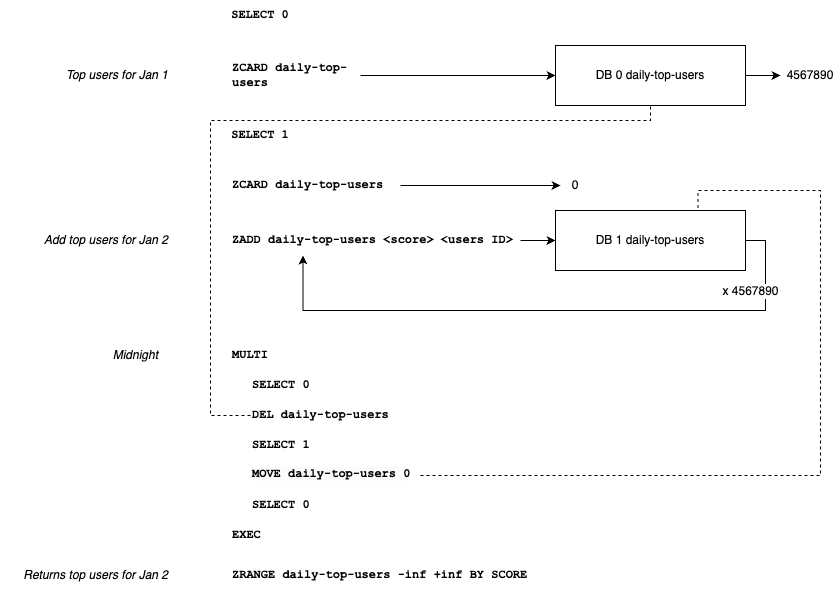 SELECT 0
Top users for Jan 1
ZCARD daily-top-
users
DB 0 daily-top-users
4567890
SELECT 1
ZCARD daily-top-users
0
Add top users for Jan 2
ZADD daily-top-users <score> <users ID>
DB 1 daily-top-users
x 4567890
Midnight
MULTI
SELECT 0
DEL daily-top-users
SELECT 1
MOVE daily-top-users 0
SELECT 0
EXEC
Returns top users for Jan 2
ZRANGE daily-top-users -inf +inf BY SCORE